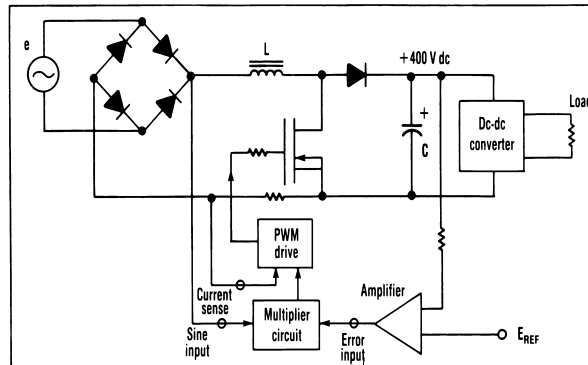 e
L
+400 V dc
+
C
Dc-dc
converter
Load
PWM
drive
Current
sense
Sine
input
Multiplier
circuit
Error
input
Amplifier
E_REF